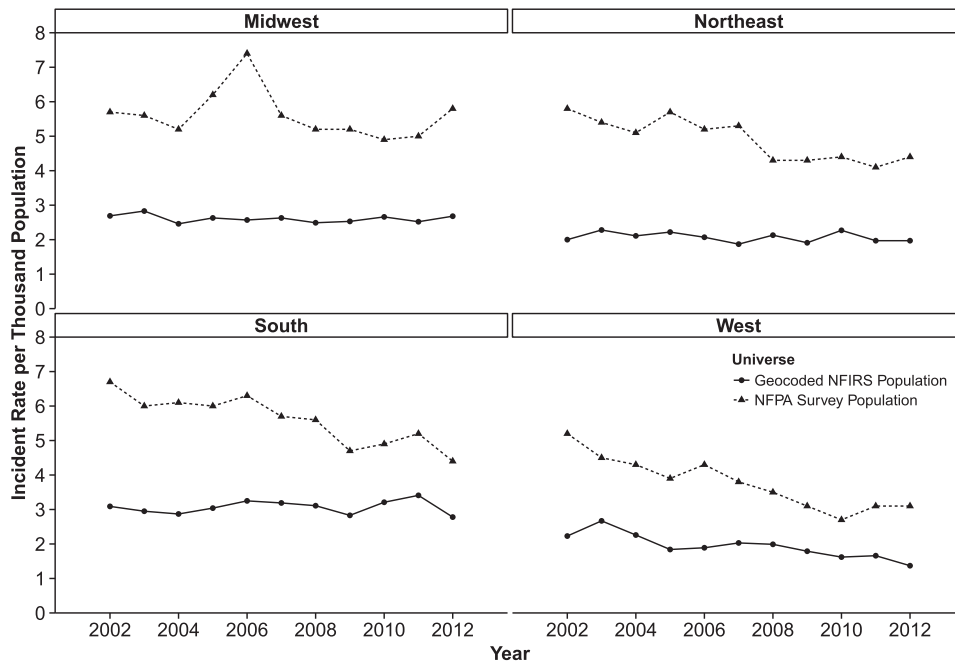 Midwest
Northeast
8
7
6
5
4
3
2
1
0
South
West
8
7
6
5
4
3
2
1
0
Universe
Geocoded NFIRS Population
NFPA Survey Population
2002 2004 2006 2008 2010 2012
2002 2004 2006 2008 2010 2012
Year
Incident Rate per Thousand Population